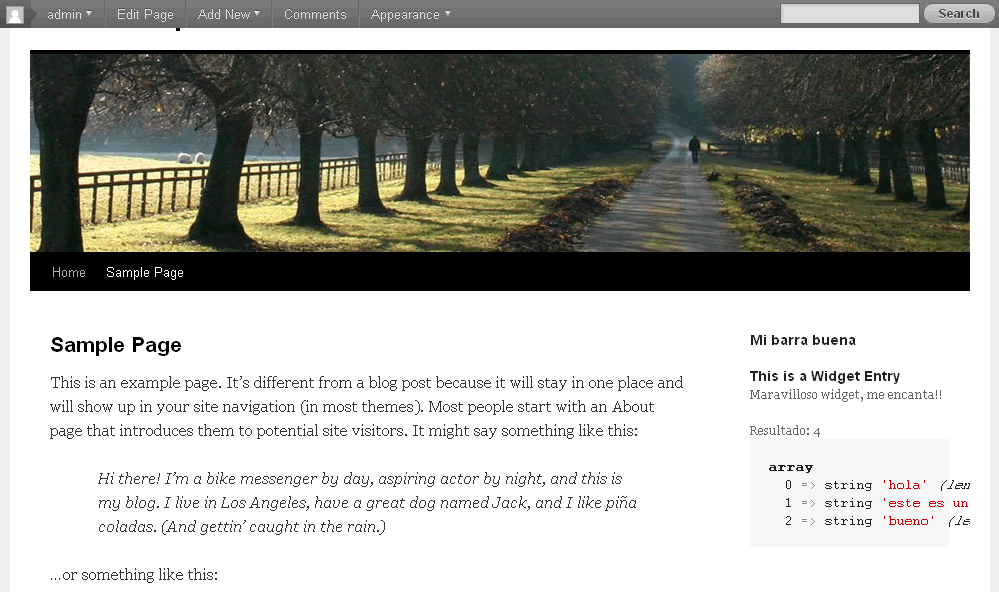 admin Edit Page Add New Comments Appearance Search
Home Sample Page
Sample Page
This is an example page. It’s different from a blog post because it will stay in one place and
will show up in your site navigation (in most themes). Most people start with an About
page that introduces them to potential site visitors. It might say something like this:
Hi there! I’m a bike messenger by day, aspiring actor by night, and this is
my blog. I live in Los Angeles, have a great dog named Jack, and I like piña
coladas. (And gettin’ caught in the rain.)
...or something like this:
Mi barra buena
This is a Widget Entry
Maravilloso widget, me encanta!!
Resultado: 4
array
0 => string 'hola' (len
1 => string 'este es un
2 => string 'bueno' (le